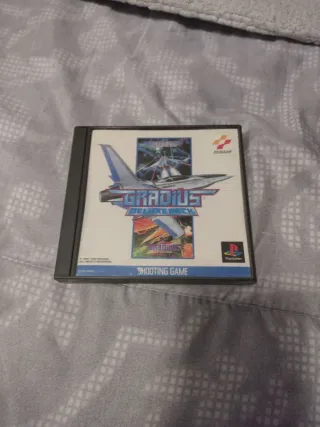 KONAMI
GRADIUS
DELUXE PACK
PlayStation
SHOOTING GAME